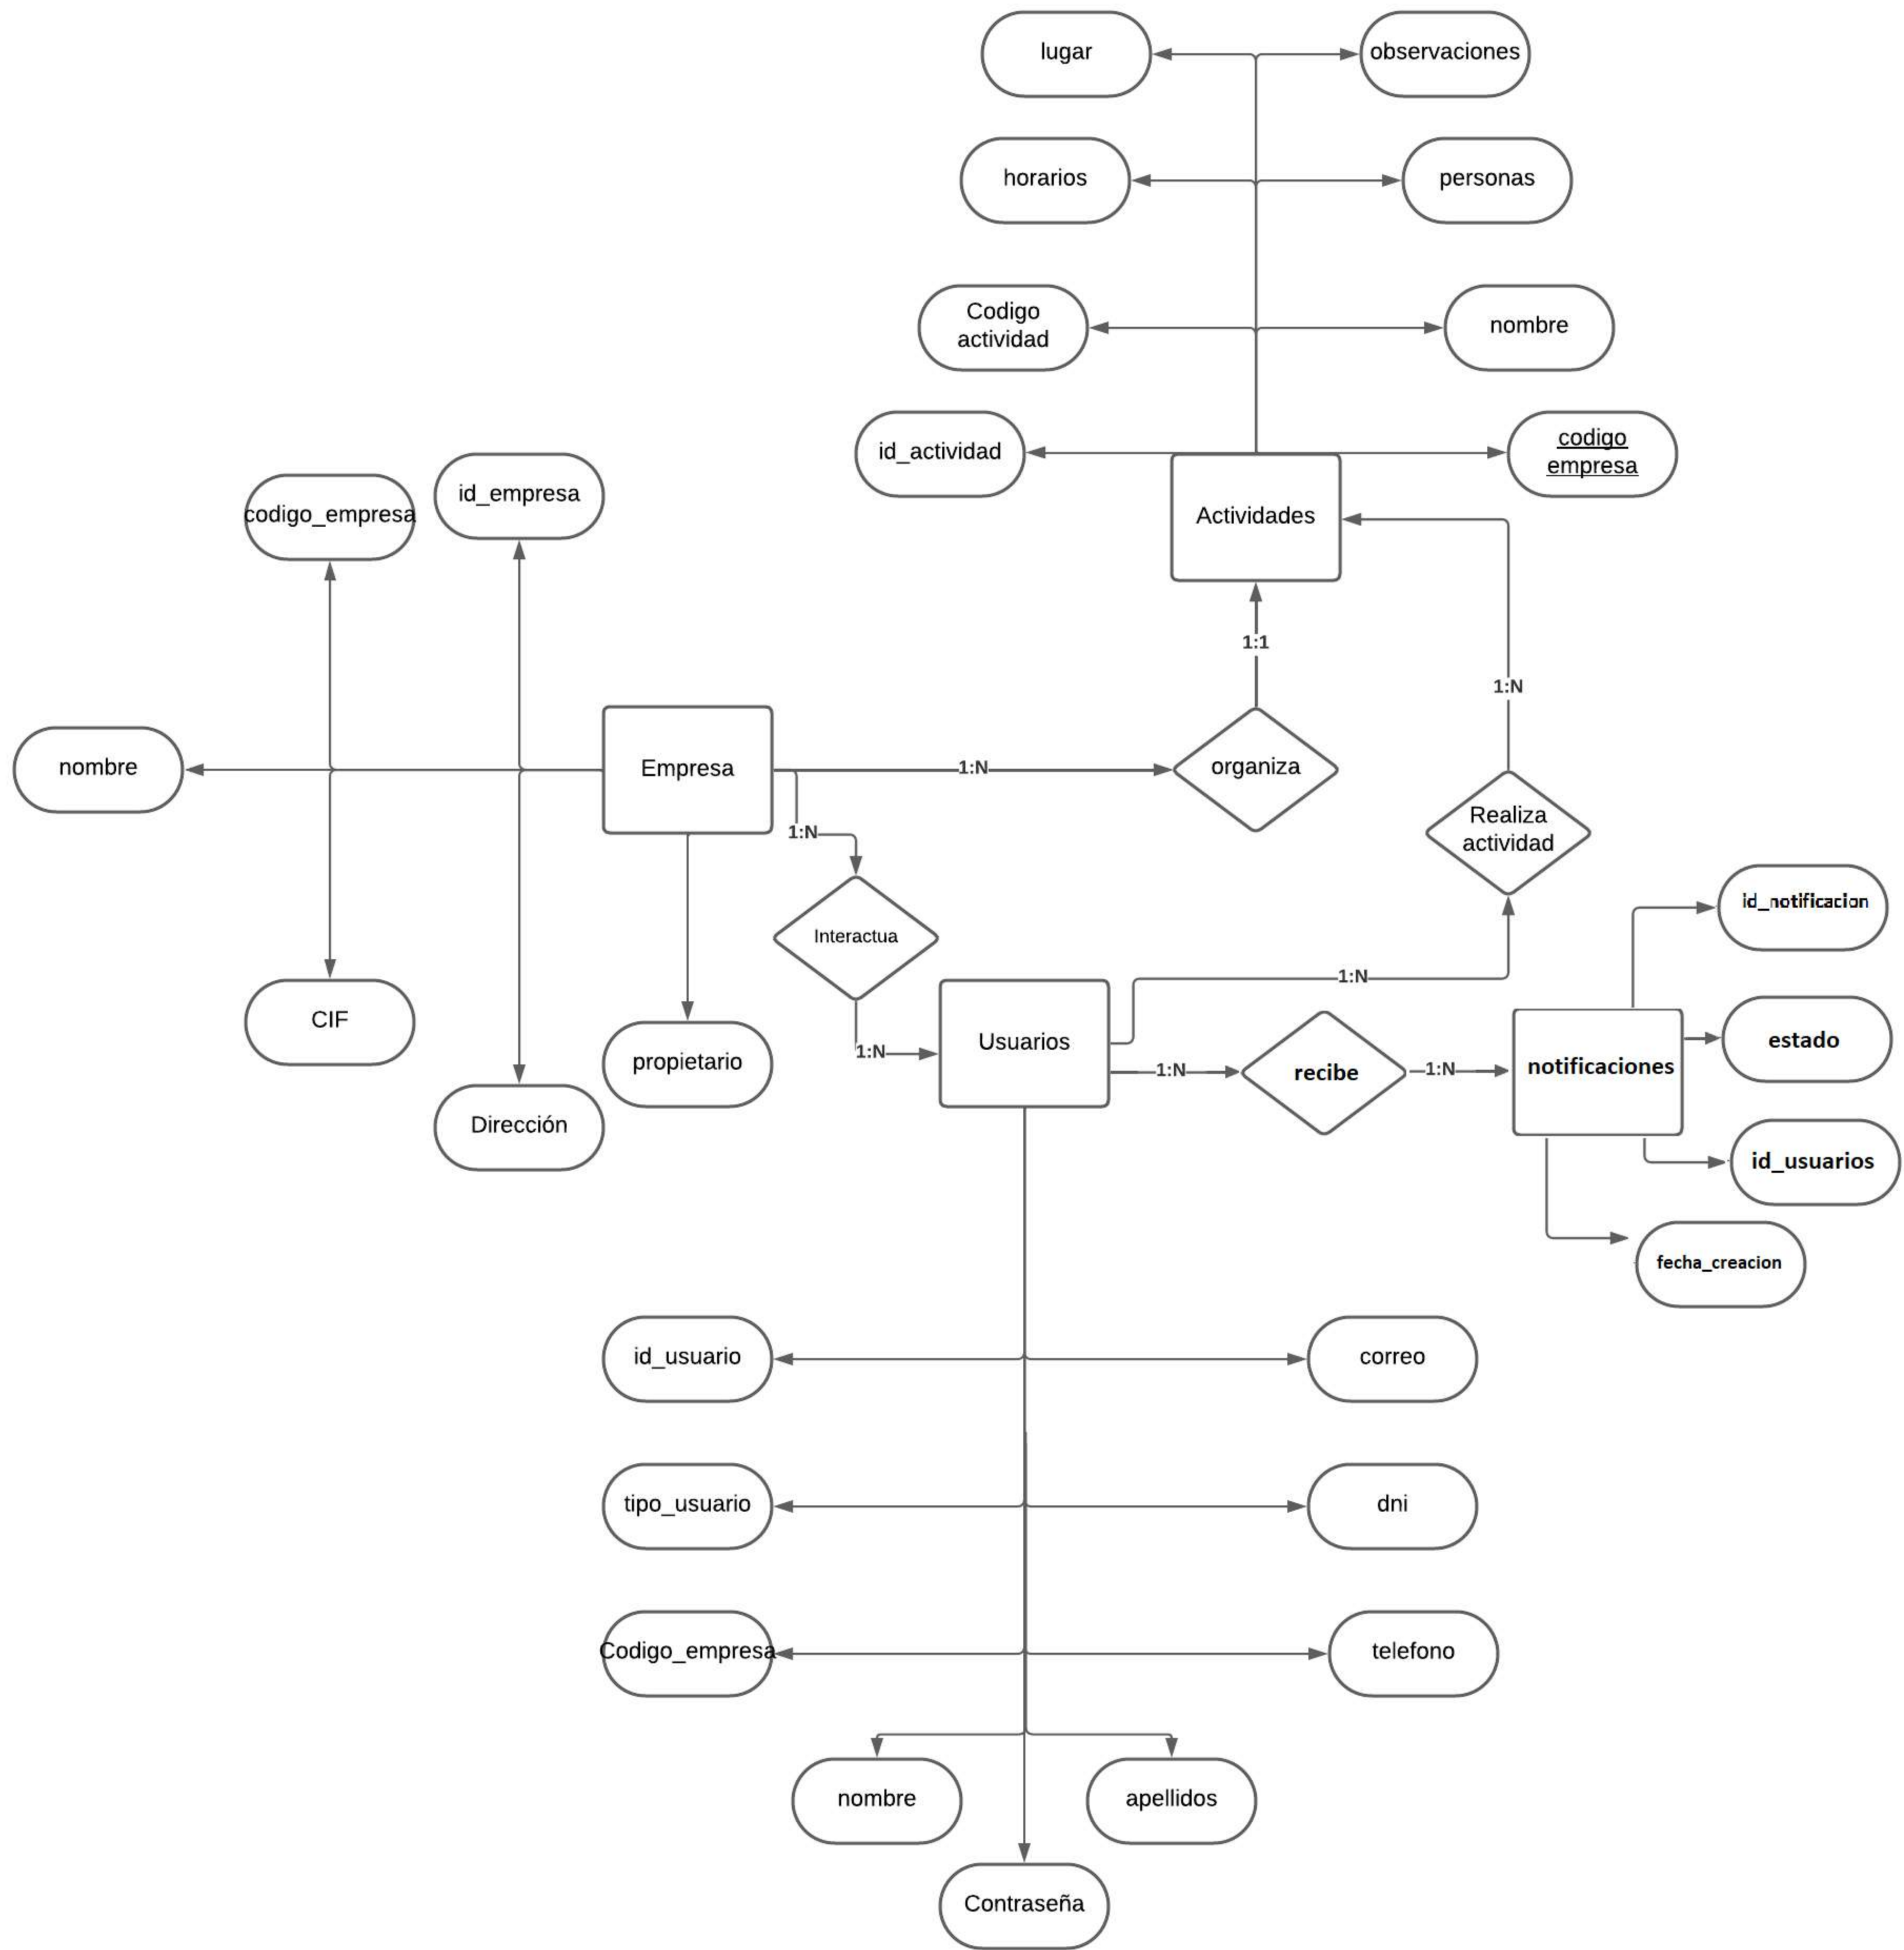 lugar
observaciones
horarios
personas
Codigo
actividad
nombre
id_actividad
codigo
empresa
Actividades
codigo_empresa
id_empresa
1:1
1:N
nombre
Empresa
1:N
organiza
1:N
Realiza
actividad
Interactua
id_notificacion
CIF
propietario
Dirección
1:N
Usuarios
1:N
1:N
recibe
1:N
notificaciones
estado
id_usuarios
fecha_creacion
id_usuario
correo
tipo_usuario
dni
Codigo_empresa
telefono
nombre
apellidos
Contraseña